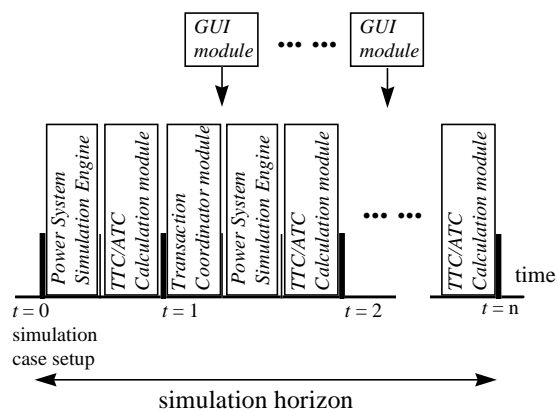 GUI
module
••• •••
GUI
module
Power System
Simulation Engine
TTC/ATC
Calculation module
Transaction
Coordinator module
Power System
Simulation Engine
TTC/ATC
Calculation module
••• •••
TTC/ATC
Calculation module
time
t = 0
t = 1
t = 2
t = n
simulation
case setup
simulation horizon